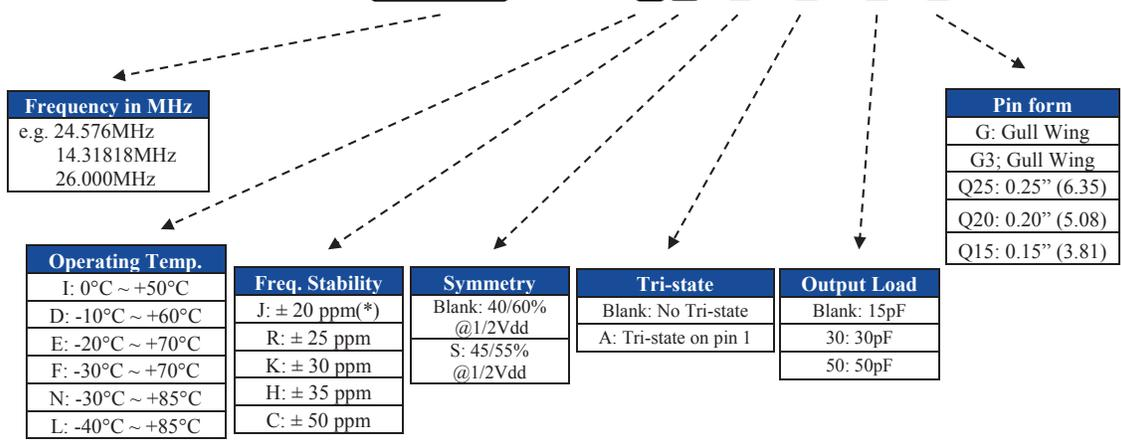 Frequency in MHz
e.g. 24.576MHz
14.31818MHz
26.000MHz
Pin form
G: Gull Wing
G3; Gull Wing
Q25: 0.25” (6.35)
Q20: 0.20” (5.08)
Q15: 0.15” (3.81)
Operating Temp.
I: 0°C ~ +50°C
D: -10°C ~ +60°C
E: -20°C ~ +70°C
F: -30°C ~ +70°C
N: -30°C ~ +85°C
L: -40°C ~ +85°C
Freq. Stability
J: ± 20 ppm(*)
R: ± 25 ppm
K: ± 30 ppm
H: ± 35 ppm
C: ± 50 ppm
Symmetry
Blank: 40/60%
@1/2Vdd
S: 45/55%
@1/2Vdd
Tri-state
Blank: No Tri-state
A: Tri-state on pin 1
Output Load
Blank: 15pF
30: 30pF
50: 50pF